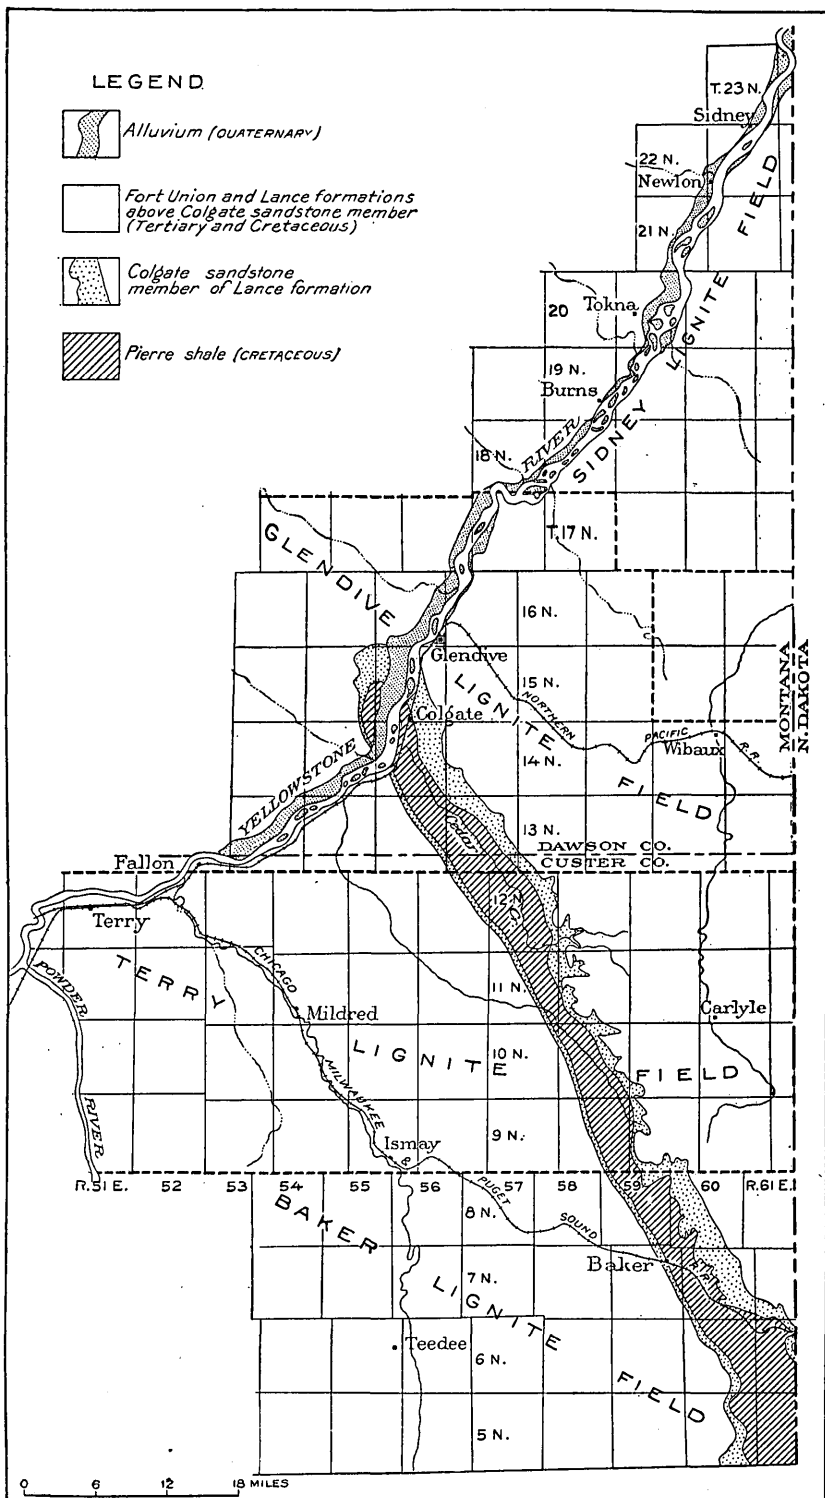 LEGEND
Alluvium (QUATERNARY)
Fort Union and Lance formations
above Colgate sandstone member
(Tertiary and Cretaceous)
Colgate sandstone
member of Lance formation
Pierre shale (CRETACEOUS)
T.23 N.
Sidney
22 N.
Newlon
21 N.
FIELD
20
Tokna
LIGNITE
19 N.
Burns
SIDNEY
RIVER
18 N.
T.17 N.
GLENDIVE
16 N.
Glendive
15 N.
LIGNITE
NORTHERN
Colgate
PACIFIC
Wibaux
R.R.
MONTANA
N. DAKOTA
14 N.
FIELD
YELLOWSTONE
13 N.
Cedar
DAWSON CO.
CUSTER CO.
Fallon
12 N.
Cr.
Terry
TERRY
CHICAGO
POWDER
11 N.
Mildred
Carlyle
LIGNITE
10 N.
FIELD
MILWAUKEE
RIVER
9 N.
Ismay
&
R.51 E.
52
53
54
55
56
57
58
59
60
R.61 E.
BAKER
8 N.
PUGET
SOUND
Baker
R.R.
7 N.
LIGNITE
Teedee
6 N.
FIELD
5 N.
0
6
12
18 MILES